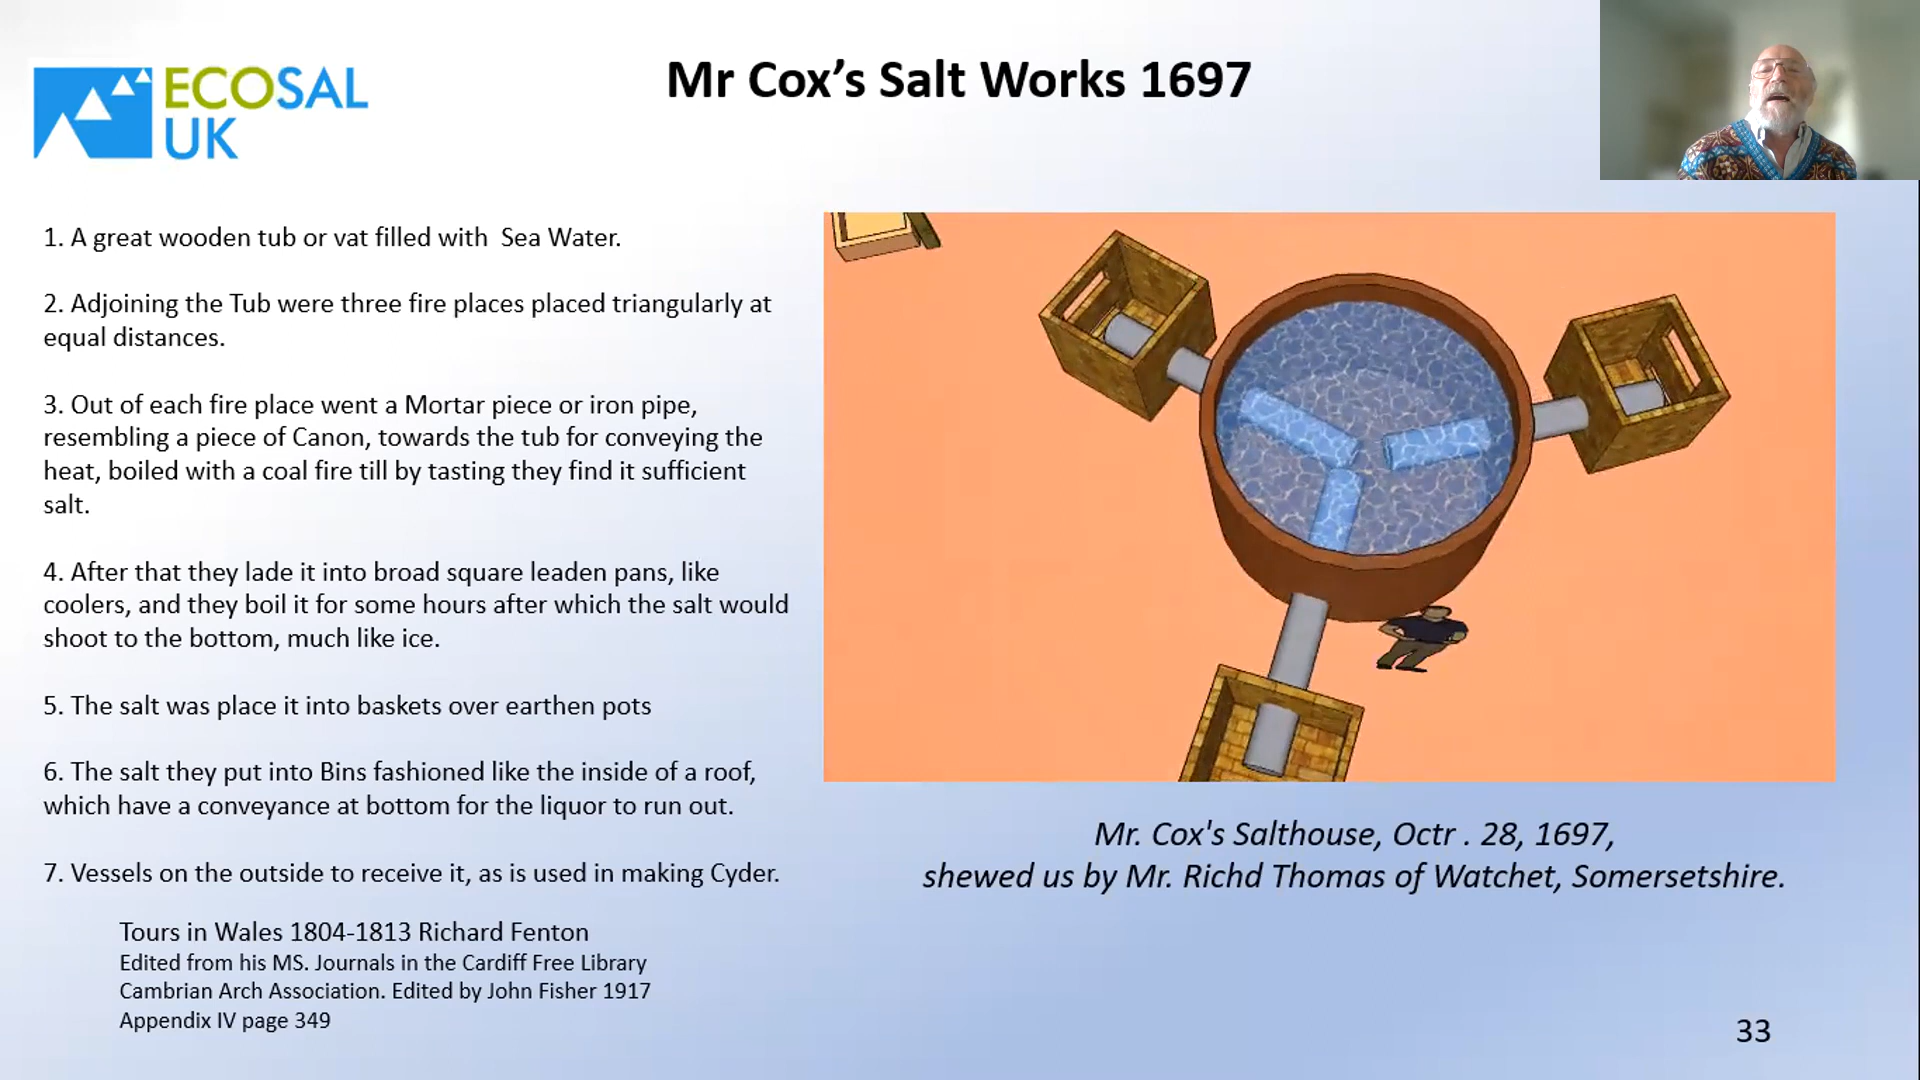 ECOSAL
UK
Mr Cox’s Salt Works 1697
1. A great wooden tub or vat filled with  Sea Water.
2. Adjoining the Tub were three fire places placed triangularly at
equal distances.
3. Out of each fire place went a Mortar piece or iron pipe,
resembling a piece of Canon, towards the tub for conveying the
heat, boiled with a coal fire till by tasting they find it sufficient
salt.
4. After that they lade it into broad square leaden pans, like
coolers, and they boil it for some hours after which the salt would
shoot to the bottom, much like ice.
5. The salt was place it into baskets over earthen pots
6. The salt they put into Bins fashioned like the inside of a roof,
which have a conveyance at bottom for the liquor to run out.
7. Vessels on the outside to receive it, as is used in making Cyder.
Tours in Wales 1804-1813 Richard Fenton
Edited from his MS. Journals in the Cardiff Free Library
Cambrian Arch Association. Edited by John Fisher 1917
Appendix IV page 349
Mr. Cox's Salthouse, Octr . 28, 1697,
shewed us by Mr. Richd Thomas of Watchet, Somersetshire.
33